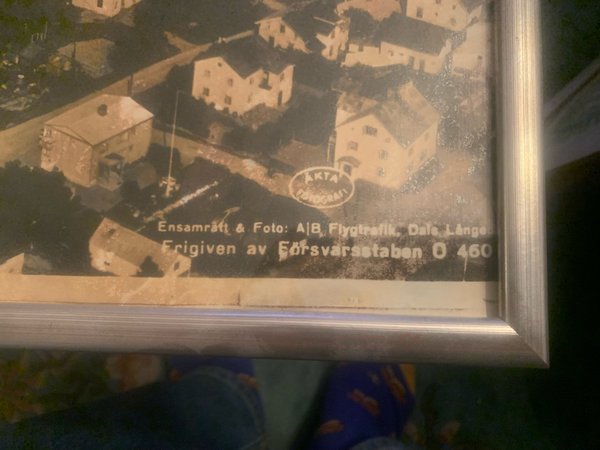 ÄKTA
FOTOGRAFI
Ensamrätt & Foto: A|B Flygtrafik, Dals Långed
Frigiven av Försvarsstaben O 460